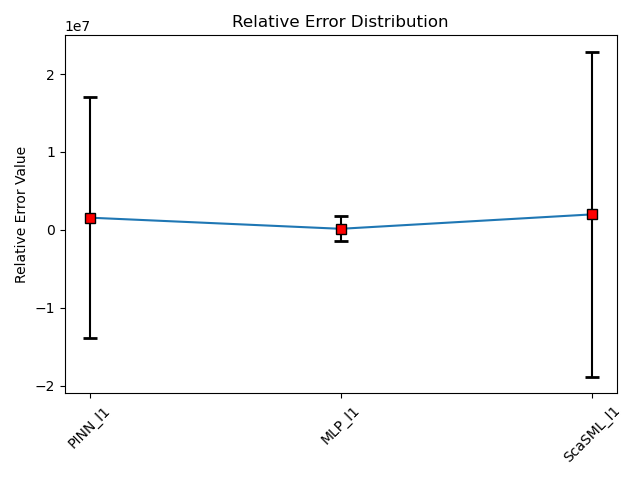 Relative Error Distribution
1e7
Relative Error Value
2
1
0
−1
−2
PINN_l1
MLP_l1
ScaSML_l1